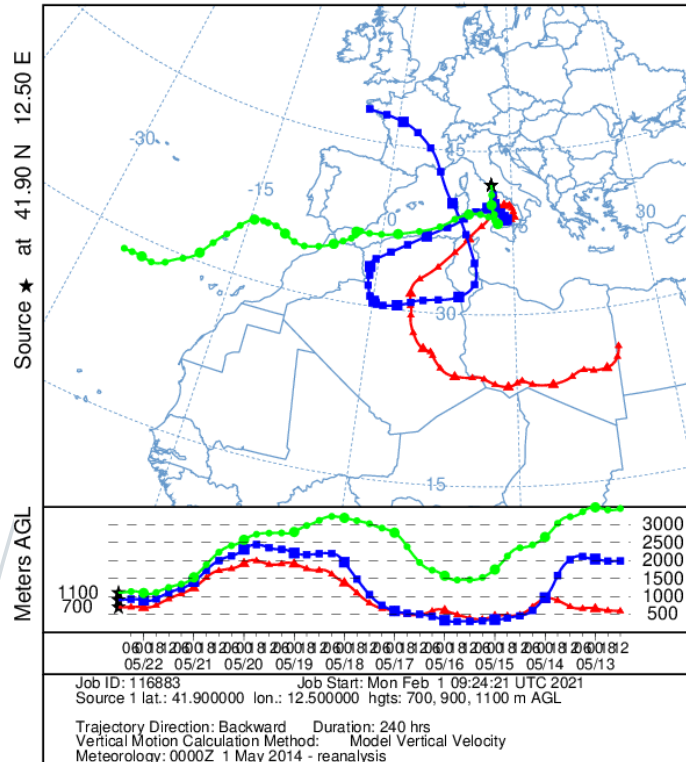 Source ★ at 41.90 N 12.50 E
-30
-15
0
15
30
45
30
15
Meters AGL
1100
700
3000
2500
2000
1500
1000
500
05/22 05/21 05/20 05/19 05/18 05/17 05/16 05/15 05/14 05/13
Job ID: 116883 Job Start: Mon Feb 1 09:24:21 UTC 2021
Source 1 lat.: 41.900000 lon.: 12.500000 hgts: 700, 900, 1100 m AGL
Trajectory Direction: Backward Duration: 240 hrs
Vertical Motion Calculation Method: Model Vertical Velocity
Meteorology: 0000Z 1 May 2014 - reanalysis